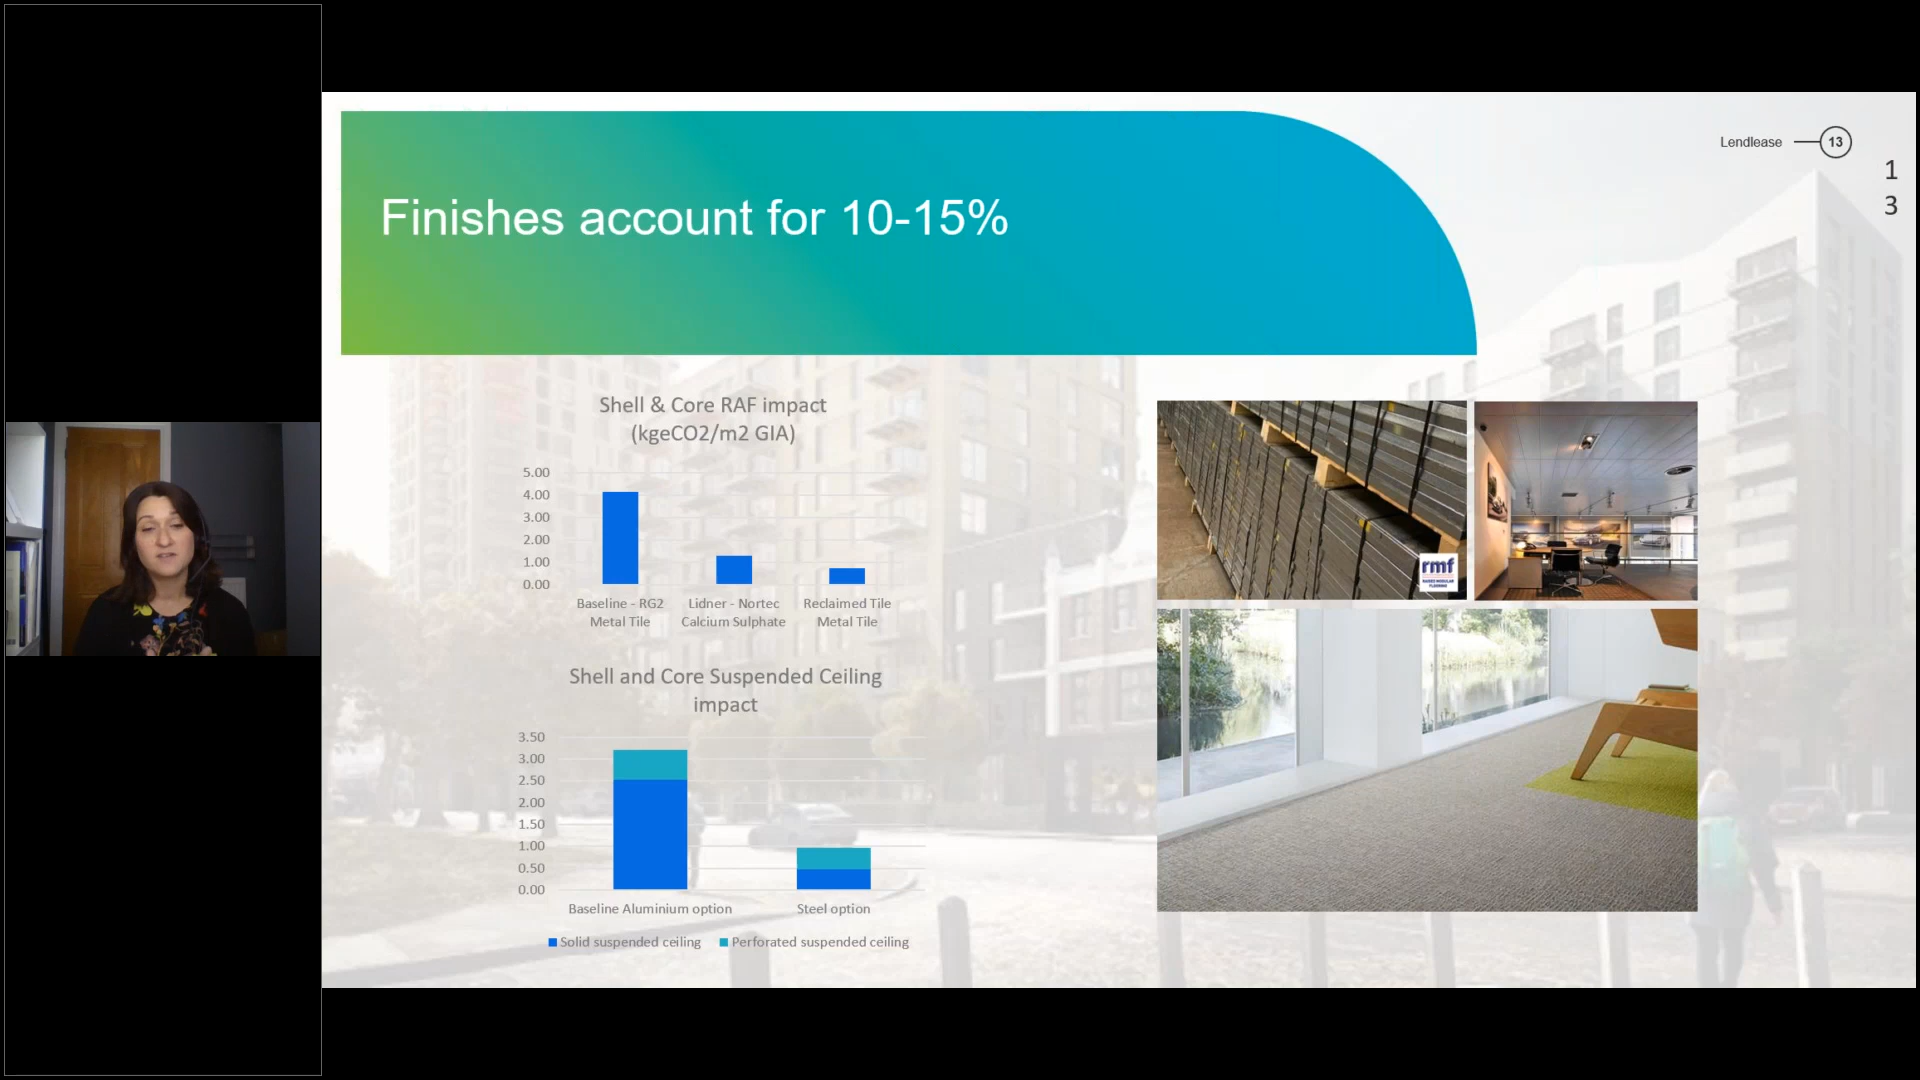 Lendlease
13
1
3
Finishes account for 10-15%
Shell & Core RAF impact
(kgeCO2/m2 GIA)
5.00
4.00
3.00
2.00
1.00
0.00
Baseline - RG2
Metal Tile
Lidner - Nortec
Calcium Sulphate
Reclaimed Tile
Metal Tile
rmf
RAISED MODULAR
FLOORING
Shell and Core Suspended Ceiling
impact
3.50
3.00
2.50
2.00
1.50
1.00
0.50
0.00
Baseline Aluminium option
Steel option
Solid suspended ceiling
Perforated suspended ceiling